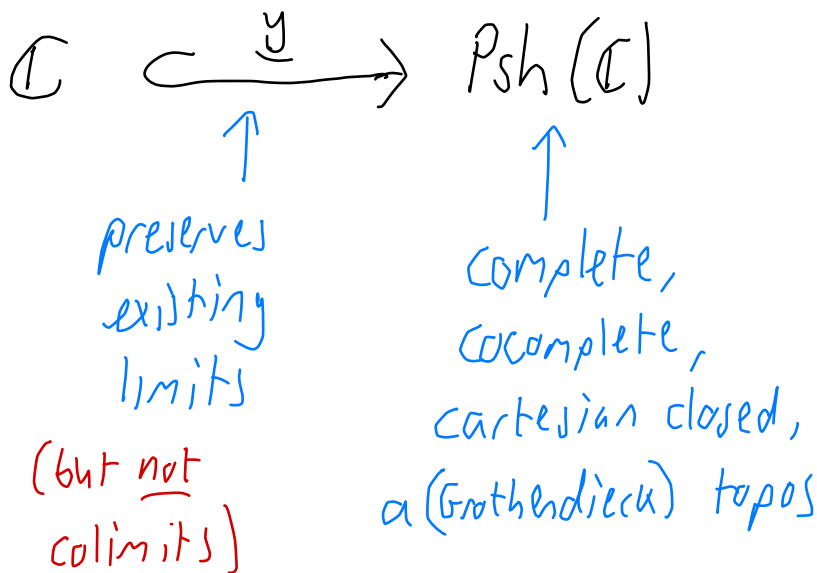 ℂ y Psh(ℂ)
preserves
existing
limits
(but not
colimits)
complete,
cocomplete,
cartesian closed,
a (Grothendieck) topos